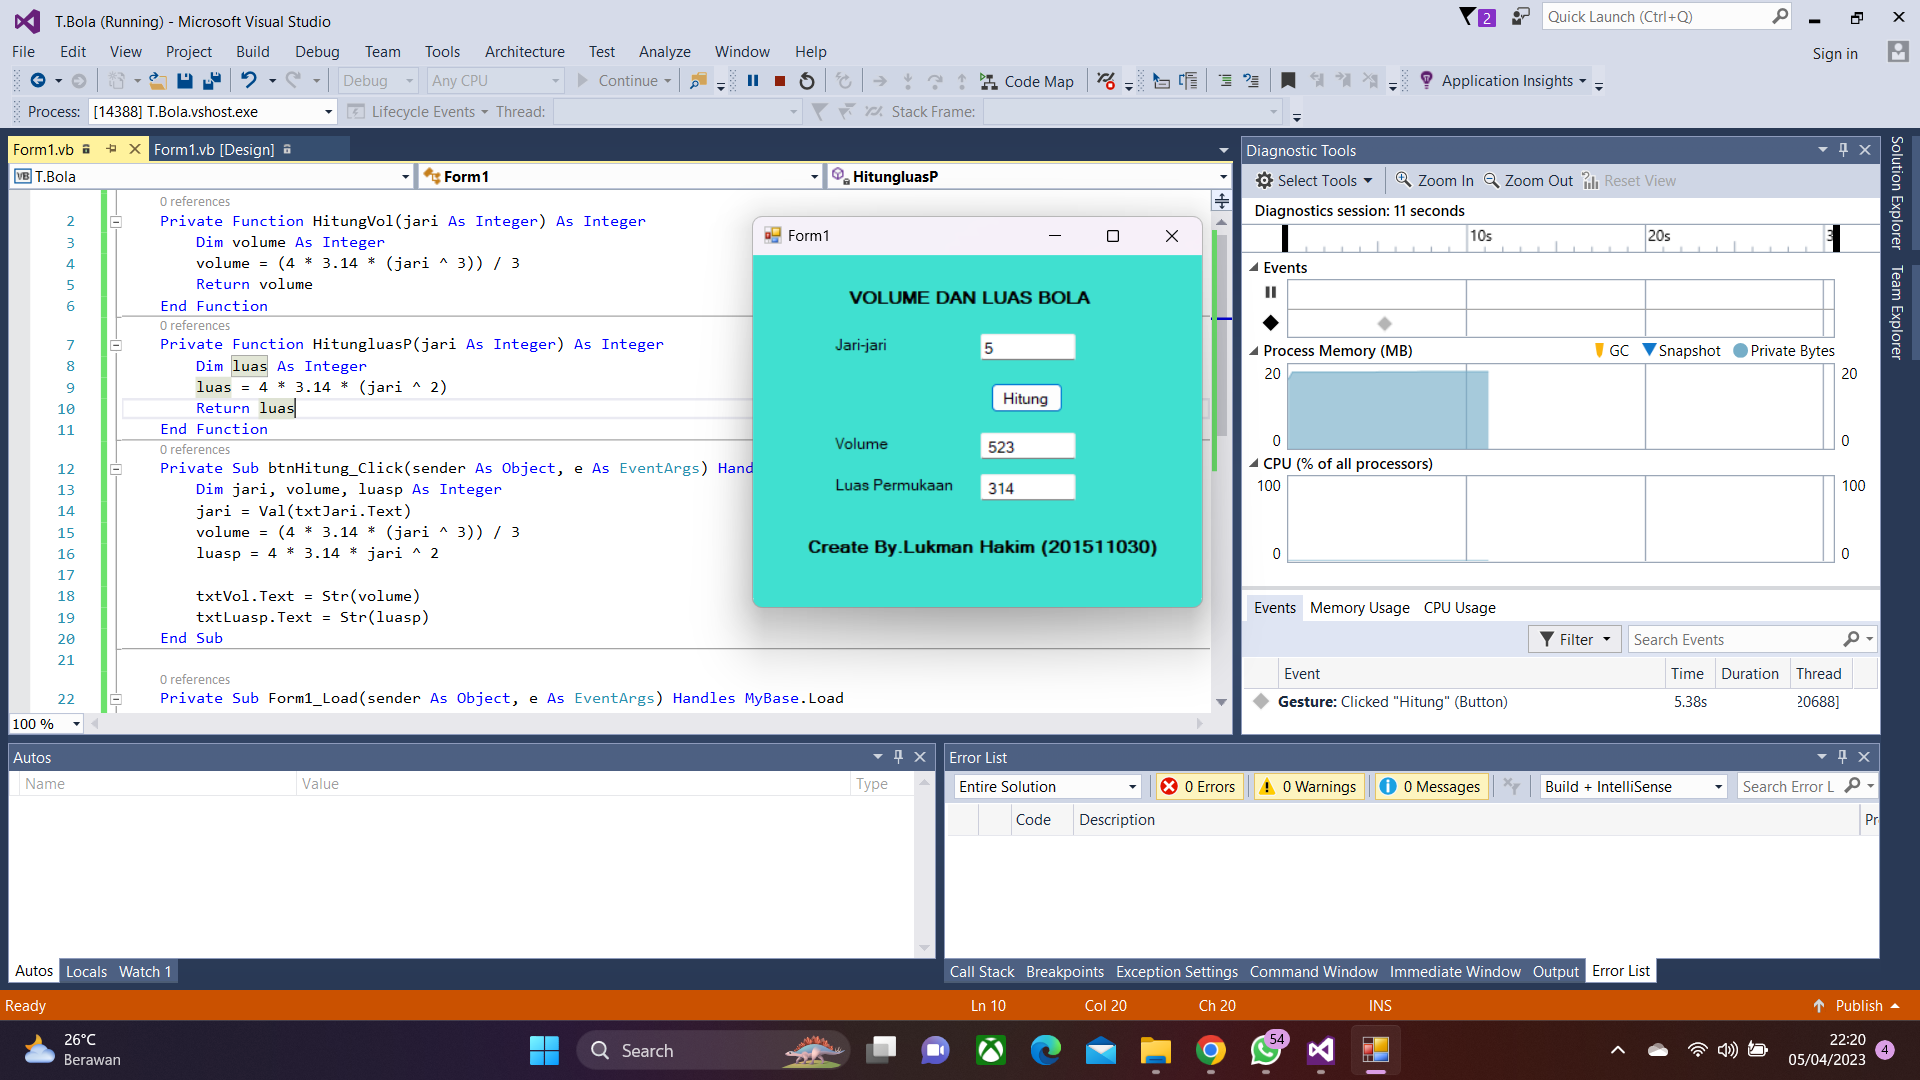 T.Bola (Running) - Microsoft Visual Studio
2
Quick Launch (Ctrl+Q)
File Edit View Project Build Debug Team Tools Architecture Test Analyze Window Help
Sign in
Debug Any CPU Continue Code Map Application Insights
Process: [14388] T.Bola.vshost.exe Lifecycle Events Thread: Stack Frame:
Form1.vb Form1.vb [Design]
VB T.Bola Form1 HitungluasP
0 references
2 Private Function HitungVol(jari As Integer) As Integer
3 Dim volume As Integer
4 volume = (4 * 3.14 * (jari ^ 3)) / 3
5 Return volume
6 End Function
0 references
7 Private Function HitungluasP(jari As Integer) As Integer
8 Dim luas As Integer
9 luas = 4 * 3.14 * (jari ^ 2)
10 Return luas
11 End Function
0 references
12 Private Sub btnHitung_Click(sender As Object, e As EventArgs) Hand
13 Dim jari, volume, luasp As Integer
14 jari = Val(txtJari.Text)
15 volume = (4 * 3.14 * (jari ^ 3)) / 3
16 luasp = 4 * 3.14 * jari ^ 2
17
18 txtVol.Text = Str(volume)
19 txtLuasp.Text = Str(luasp)
20 End Sub
21
0 references
22 Private Sub Form1_Load(sender As Object, e As EventArgs) Handles MyBase.Load
100 %
Form1
VOLUME DAN LUAS BOLA
Jari-jari 5
Hitung
Volume 523
Luas Permukaan 314
Create By.Lukman Hakim (201511030)
Diagnostic Tools
Select Tools Zoom In Zoom Out Reset View
Diagnostics session: 11 seconds
10s 20s 3
Events
Process Memory (MB) GC Snapshot Private Bytes
20 20
0 0
CPU (% of all processors)
100 100
0 0
Events Memory Usage CPU Usage
Filter Search Events
Event Time Duration Thread
Gesture: Clicked "Hitung" (Button) 5.38s 20688]
Solution Explorer
Team Explorer
Autos
Name Value Type
Autos Locals Watch 1
Error List
Entire Solution 0 Errors 0 Warnings 0 Messages Build + IntelliSense Search Error L
Code Description Pr
Call Stack Breakpoints Exception Settings Command Window Immediate Window Output Error List
Ready Ln 10 Col 20 Ch 20 INS Publish
26°C
Berawan
Search
54
22:20
05/04/2023
4